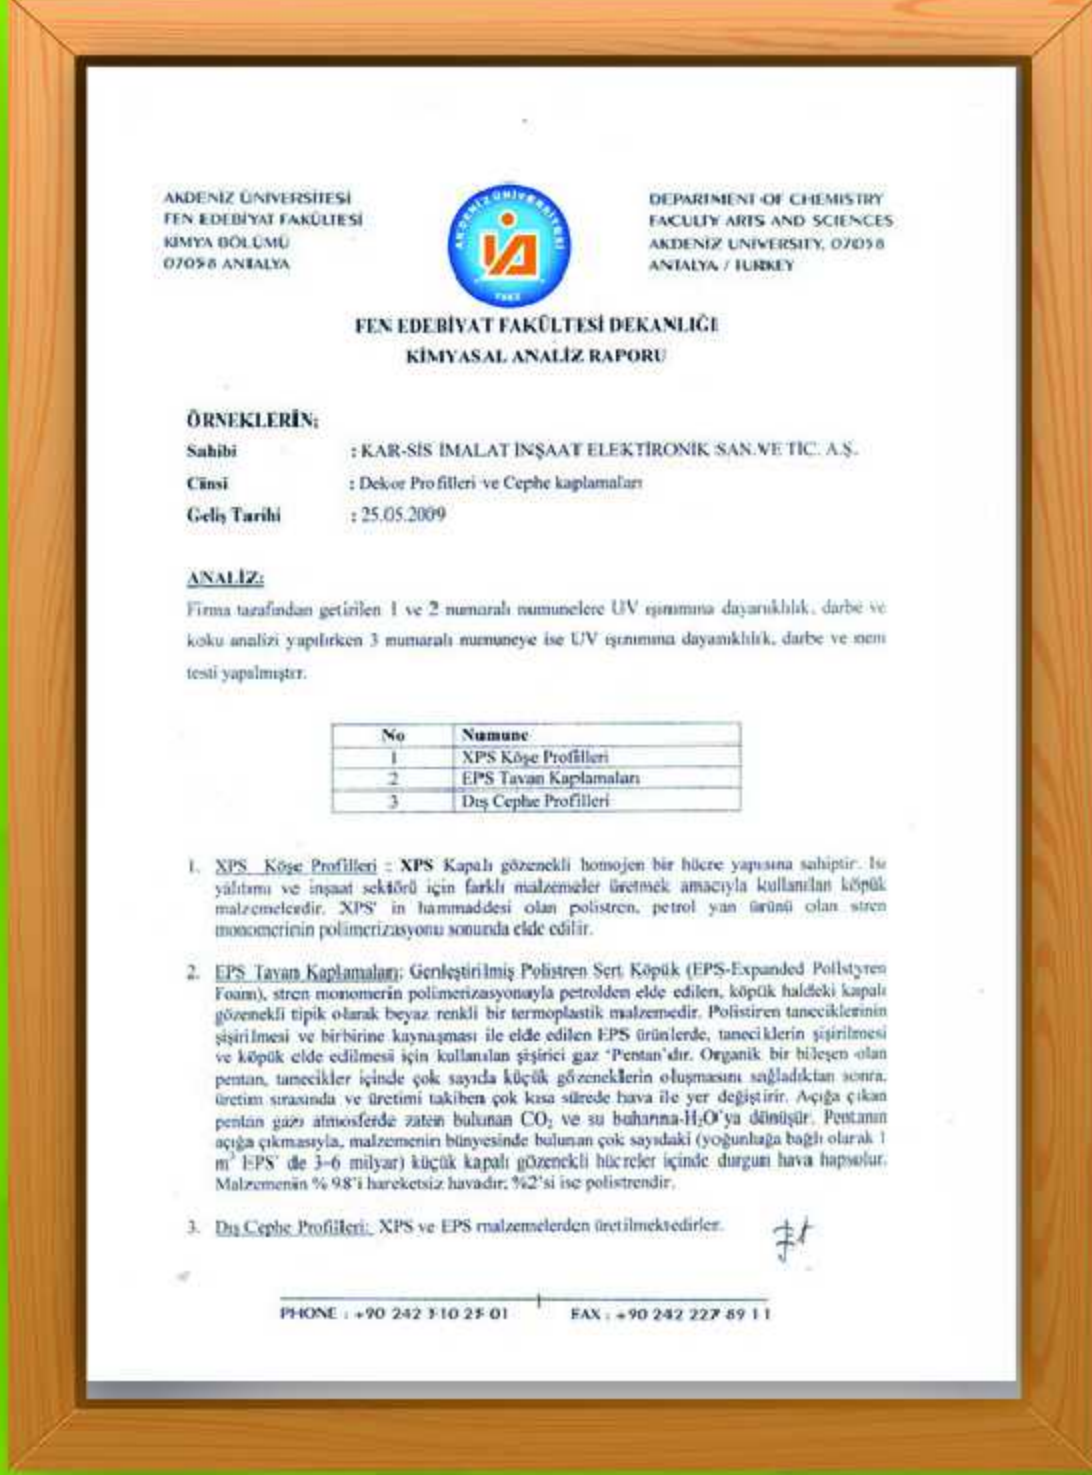 AKDENİZ ÜNİVERSİTESİ
FEN EDEBİYAT FAKÜLTESİ
KİMYA BÖLÜMÜ
07058 ANTALYA
AKDENİZ ÜNİVERSİTESİ
1982
DEPARTMENT OF CHEMISTRY
FACULTY ARTS AND SCIENCES
AKDENİZ UNIVERSITY, 07058
ANTALYA / TURKEY
FEN EDEBİYAT FAKÜLTESİ DEKANLIĞI
KİMYASAL ANALİZ RAPORU
ÖRNEKLERİN;
Sahibi : KAR-SİS İMALAT İNŞAAT ELEKTİRONİK SAN.VE TİC. A.Ş.
Cinsi : Dekor Profilleri ve Cephe kaplamaları
Geliş Tarihi : 25.05.2009
ANALİZ:
Firma tarafından getirilen 1 ve 2 numaralı numunelere UV ışınımına dayanıklılık, darbe ve
koku analizi yapılırken 3 numaralı numuneye ise UV ışınımına dayanıklılık, darbe ve nem
testi yapılmıştır.
No Numune
1 XPS Köşe Profilleri
2 EPS Tavan Kaplamaları
3 Dış Cephe Profilleri
1. XPS Köşe Profilleri : XPS Kapalı gözenekli homojen bir hücre yapısına sahiptir. Isı
yalıtımı ve inşaat sektörü için farklı malzemeler üretmek amacıyla kullanılan köpük
malzemelerdir. XPS' in hammaddesi olan polistren, petrol yan ürünü olan stren
monomerinin polimerizasyonu sonunda elde edilir.
2. EPS Tavan Kaplamaları: Genleştirilmiş Polistren Sert Köpük (EPS-Expanded Polistyren
Foam), stren monomerin polimerizasyonuyla petrolden elde edilen, köpük haldeki kapalı
gözenekli tipik olarak beyaz renkli bir termoplastik malzemedir. Polistiren taneciklerinin
şişirilmesi ve birbirine kaynaşması ile elde edilen EPS ürünlerde, taneciklerin şişirilmesi
ve köpük elde edilmesi için kullanılan şişirici gaz 'Pentan'dır. Organik bir bileşen olan
pentan, tanecikler içinde çok sayıda küçük gözeneklerin oluşmasını sağladıktan sonra,
üretim sırasında ve üretimi takiben çok kısa sürede hava ile yer değiştirir. Açığa çıkan
pentan gazı atmosferde zaten bulunan CO₂ ve su buharına-H₂O'ya dönüşür. Pentanın
açığa çıkmasıyla, malzemenin bünyesinde bulunan çok sayıdaki (yoğunluğa bağlı olarak 1
m³ EPS' de 3-6 milyar) küçük kapalı gözenekli hücreler içinde durgun hava hapsolur.
Malzemenin % 98'i hareketsiz havadır; %2'si ise polistrendir.
3. Dış Cephe Profilleri: XPS ve EPS malzemelerden üretilmektedirler.
PHONE : +90 242 310 23 01 FAX : +90 242 227 89 11